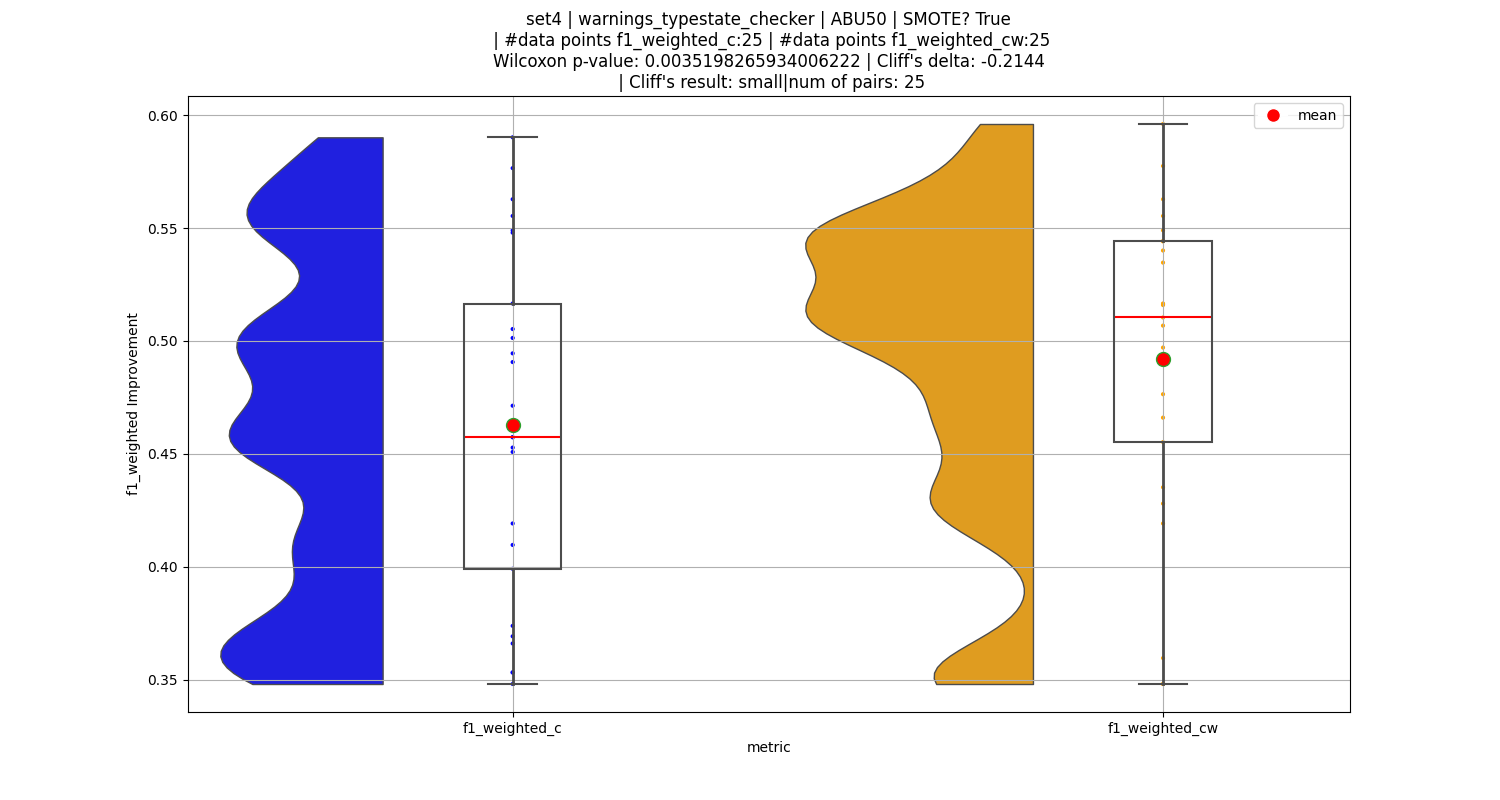 set4 | warnings_typestate_checker | ABU50 | SMOTE? True
| #data points f1_weighted_c:25 | #data points f1_weighted_cw:25
Wilcoxon p-value: 0.0035198265934006222 | Cliff's delta: -0.2144
| Cliff's result: small|num of pairs: 25
mean
0.60
0.55
0.50
0.45
0.40
0.35
f1_weighted Improvement
f1_weighted_c
f1_weighted_cw
metric